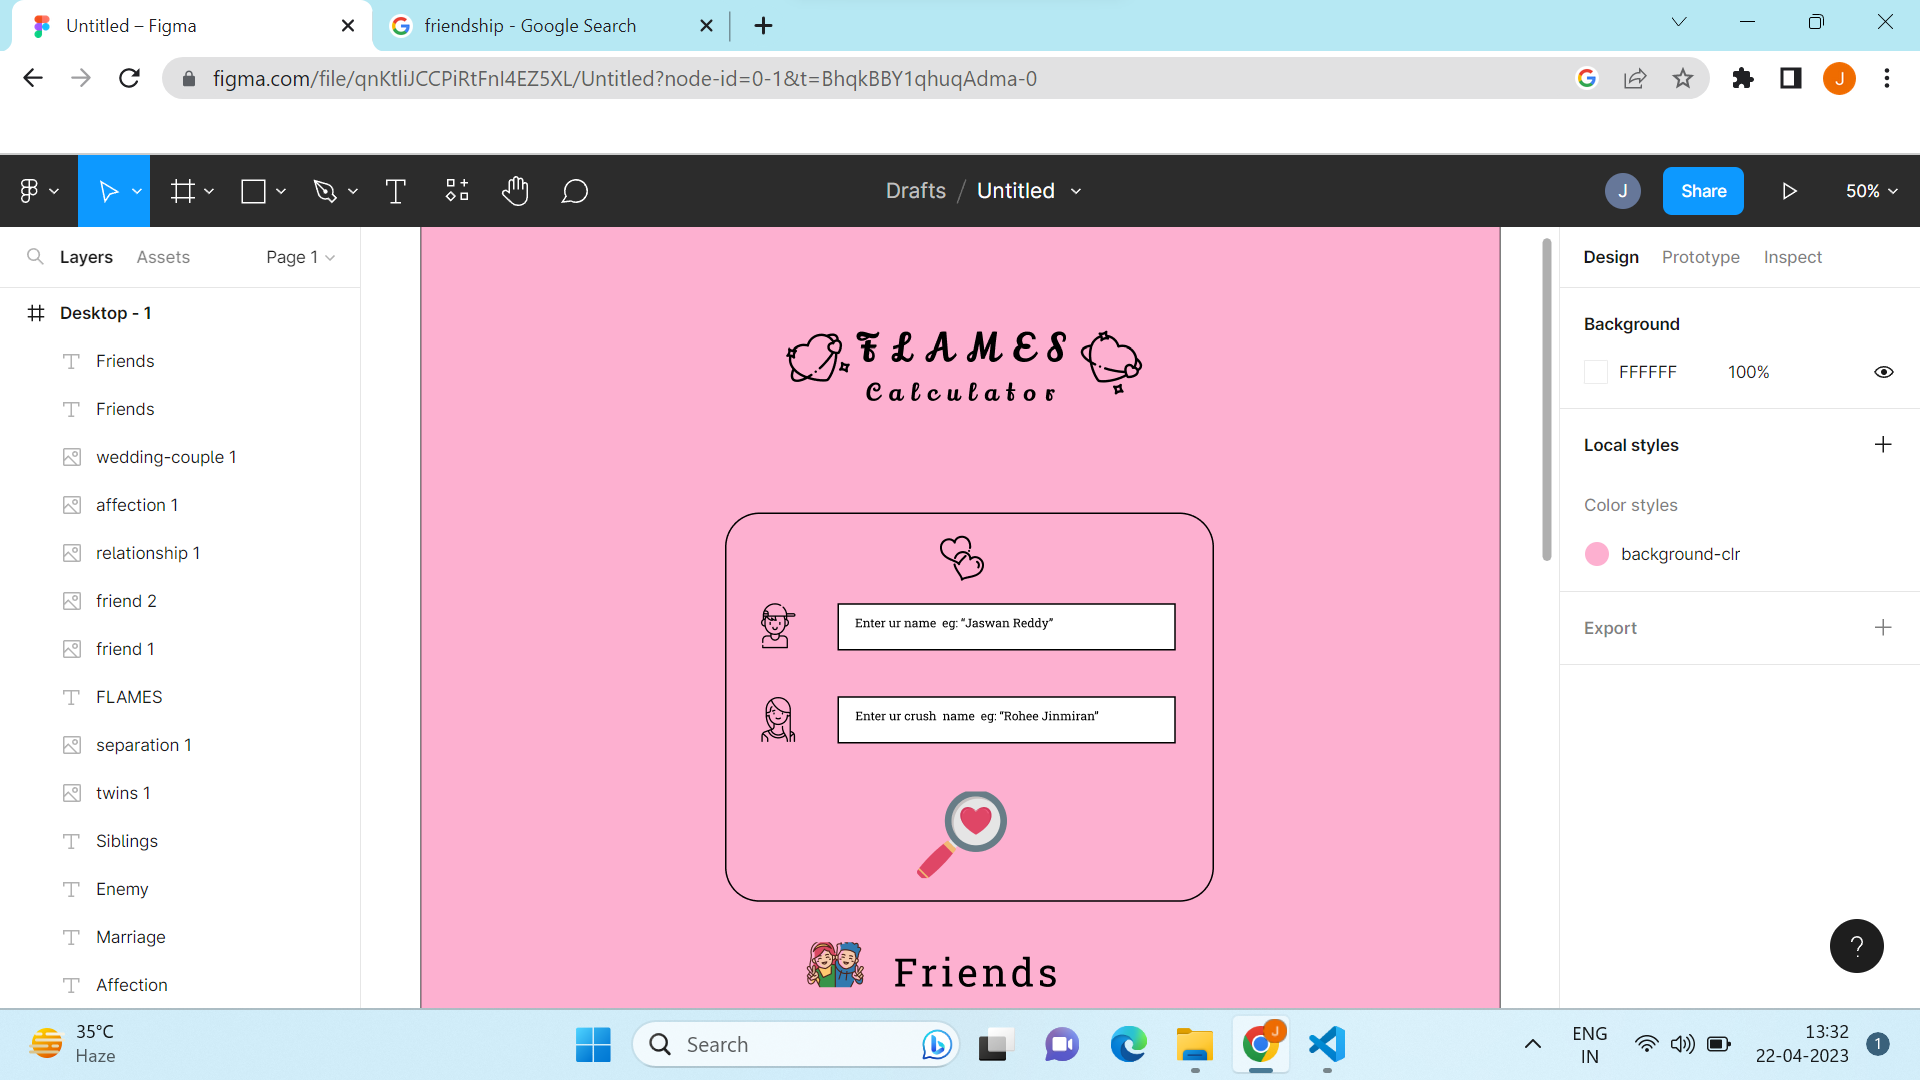 Untitled – Figma
friendship - Google Search
figma.com/file/qnKtliJCCPiRtFnI4EZ5XL/Untitled?node-id=0-1&t=BhqkBBY1qhuqAdma-0
J
Drafts / Untitled
J
Share
50%
Layers
Assets
Page 1
Desktop - 1
Friends
Friends
wedding-couple 1
affection 1
relationship 1
friend 2
friend 1
FLAMES
separation 1
twins 1
Siblings
Enemy
Marriage
Affection
FLAMES
Calculator
Enter ur name eg: “Jaswan Reddy”
Enter ur crush name eg: “Rohee Jinmiran”
Friends
Design
Prototype
Inspect
Background
FFFFFF
100%
Local styles
Color styles
background-clr
Export
?
35°C
Haze
Search
J
ENG
IN
13:32
22-04-2023
1